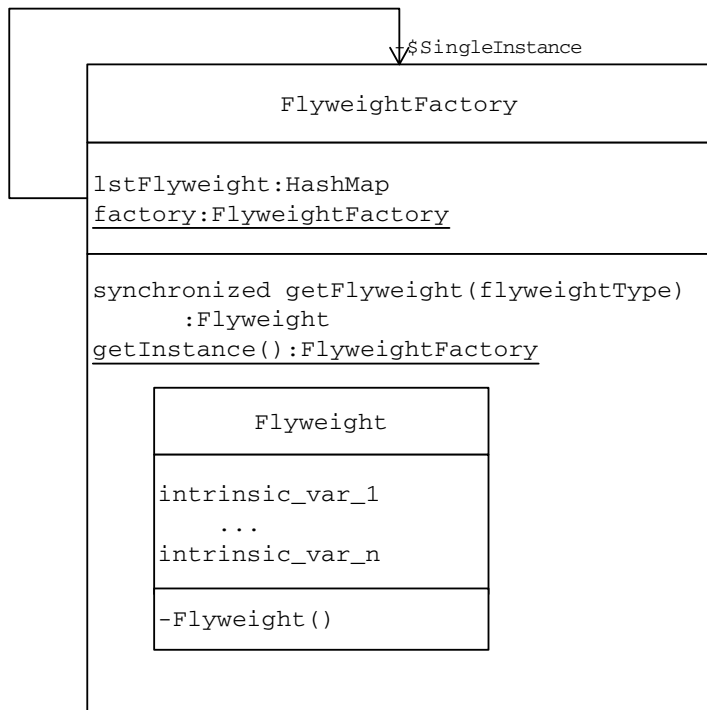 -$SingleInstance
FlyweightFactory
lstFlyweight:HashMap
factory:FlyweightFactory
synchronized getFlyweight(flyweightType)
:Flyweight
getInstance():FlyweightFactory
Flyweight
intrinsic_var_1
...
intrinsic_var_n
-Flyweight()